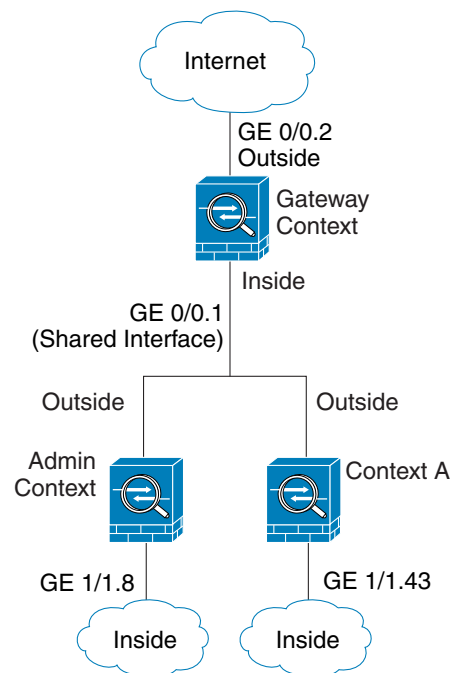 Internet
GE 0/0.2
Outside
Gateway
Context
Inside
GE 0/0.1
(Shared Interface)
Outside
Outside
Admin
Context
Context A
GE 1/1.8
GE 1/1.43
Inside
Inside